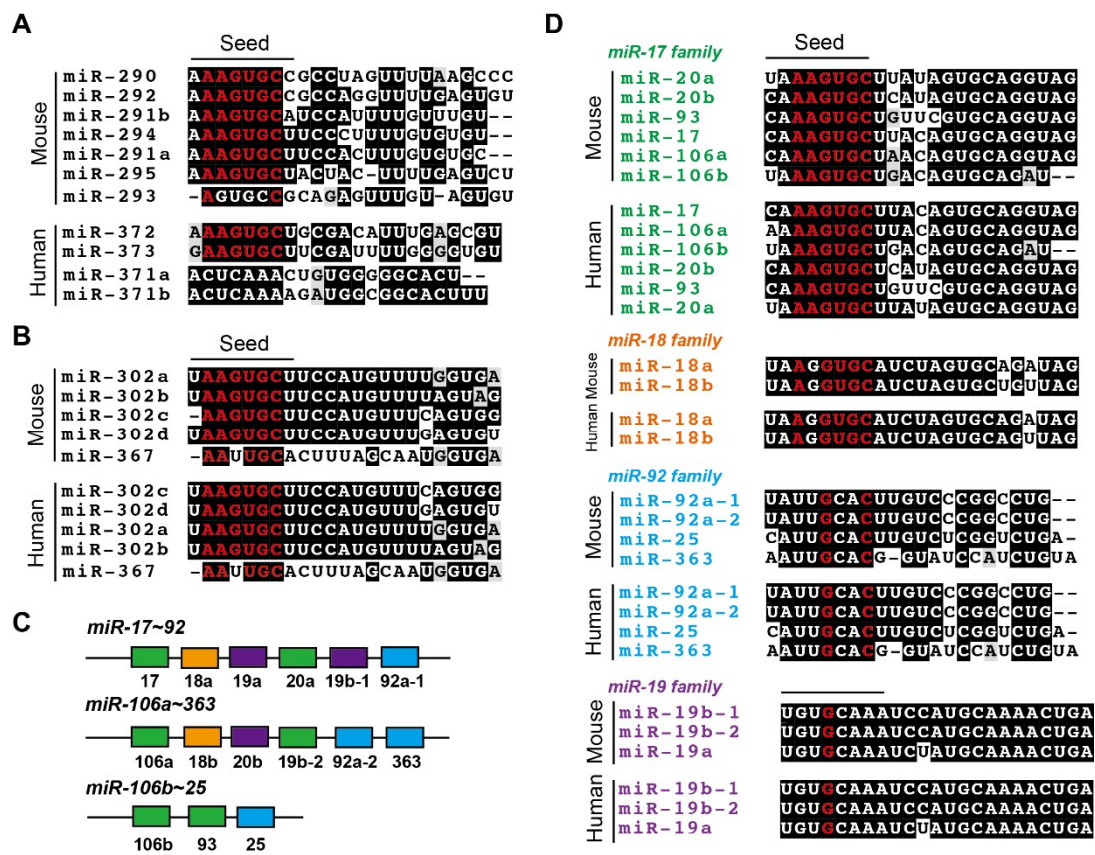 A
Seed
Mouse
miR-290 AAAGUGCCGCCUAGUUUUAAGCCC
miR-292 AAAGUGCCGCCAGGUUUUGAGUGU
miR-291b AAAGUGCAUCCAUUUUGUUUGU--
miR-294 AAAGUGCUUCCCUUUUGUGUGU--
miR-291a AAAGUGCUUCCACUUUGUGUGC--
miR-295 AAAGUGCUACUAC-UUUUGAGUCU
miR-293 -AGUGCCGCAGAGUUUGU-AGUGU
Human
miR-372 AAAGUGCUGCGACAUUUGAGCGU
miR-373 GAAGUGCUUCGAUUUUGGGGUGU
miR-371a ACUCAAACUGUGGGGGCACU--
miR-371b ACUCAAAAGAUGGCGGCACUUU
B
Seed
Mouse
miR-302a UAAGUGCUUCCAUGUUUUGGUGA
miR-302b UAAGUGCUUCCAUGUUUUAGUAG
miR-302c -AAGUGCUUCCAUGUUUCAGUGG
miR-302d UAAGUGCUUCCAUGUUUGAGUGU
miR-367 -AAUUGCACUUUAGCAAUGGUGA
Human
miR-302c UAAGUGCUUCCAUGUUUCAGUGG
miR-302d UAAGUGCUUCCAUGUUUGAGUGU
miR-302a UAAGUGCUUCCAUGUUUUGGUGA
miR-302b UAAGUGCUUCCAUGUUUUAGUAG
miR-367 -AAUUGCACUUUAGCAAUGGUGA
C
miR-17~92
17 18a 19a 20a 19b-1 92a-1
miR-106a~363
106a 18b 20b 19b-2 92a-2 363
miR-106b~25
106b 93 25
D
miR-17 family
Seed
Mouse
miR-20a UAAAGUGCUUAUAGUGCAGGUAG
miR-20b CAAAGUGCUCAUAGUGCAGGUAG
miR-93 CAAAGUGCUGUUCGUGCAGGUAG
miR-17 CAAAGUGCUUACAGUGCAGGUAG
miR-106a CAAAGUGCUAACAGUGCAGGUAG
miR-106b UAAAGUGCUGACAGUGCAGAU--
Human
miR-17 CAAAGUGCUUACAGUGCAGGUAG
miR-106a AAAAGUGCUUACAGUGCAGGUAG
miR-106b UAAAGUGCUGACAGUGCAGAU--
miR-20b CAAAGUGCUCAUAGUGCAGGUAG
miR-93 CAAAGUGCUGUUCGUGCAGGUAG
miR-20a UAAAGUGCUUAUAGUGCAGGUAG
miR-18 family
Mouse
miR-18a UAAGGUGCAUCUAGUGCAGAUAG
miR-18b UAAGGUGCAUCUAGUGCUGUUAG
Human
miR-18a UAAGGUGCAUCUAGUGCAGAUAG
miR-18b UAAGGUGCAUCUAGUGCAGUUAG
miR-92 family
Mouse
miR-92a-1 UAUUGCACUUGUCCCGGCCUG--
miR-92a-2 UAUUGCACUUGUCCCGGCCUG--
miR-25 CAUUGCACUUGUCUCGGUCUGA-
miR-363 AAUUGCACG-GUAUCCAUCUGUA
Human
miR-92a-1 UAUUGCACUUGUCCCGGCCUG--
miR-92a-2 UAUUGCACUUGUCCCGGCCUG--
miR-25 CAUUGCACUUGUCUCGGUCUGA-
miR-363 AAUUGCACG-GUAUCCAUCUGUA
miR-19 family
Mouse
miR-19b-1 UGUGCAAAUCCAUGCAAAACUGA
miR-19b-2 UGUGCAAAUCCAUGCAAAACUGA
miR-19a UGUGCAAAUCUAUGCAAAACUGA
Human
miR-19b-1 UGUGCAAAUCCAUGCAAAACUGA
miR-19b-2 UGUGCAAAUCCAUGCAAAACUGA
miR-19a UGUGCAAAUCUAUGCAAAACUGA